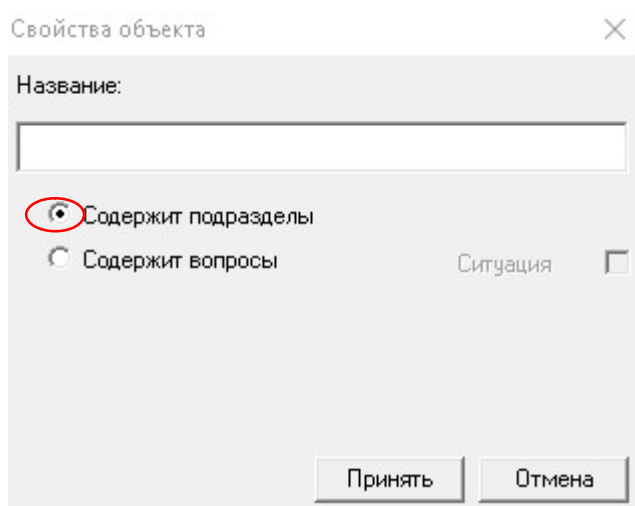 Свойства объекта
Название:
Содержит подразделы
Содержит вопросы Ситуация
Принять Отмена